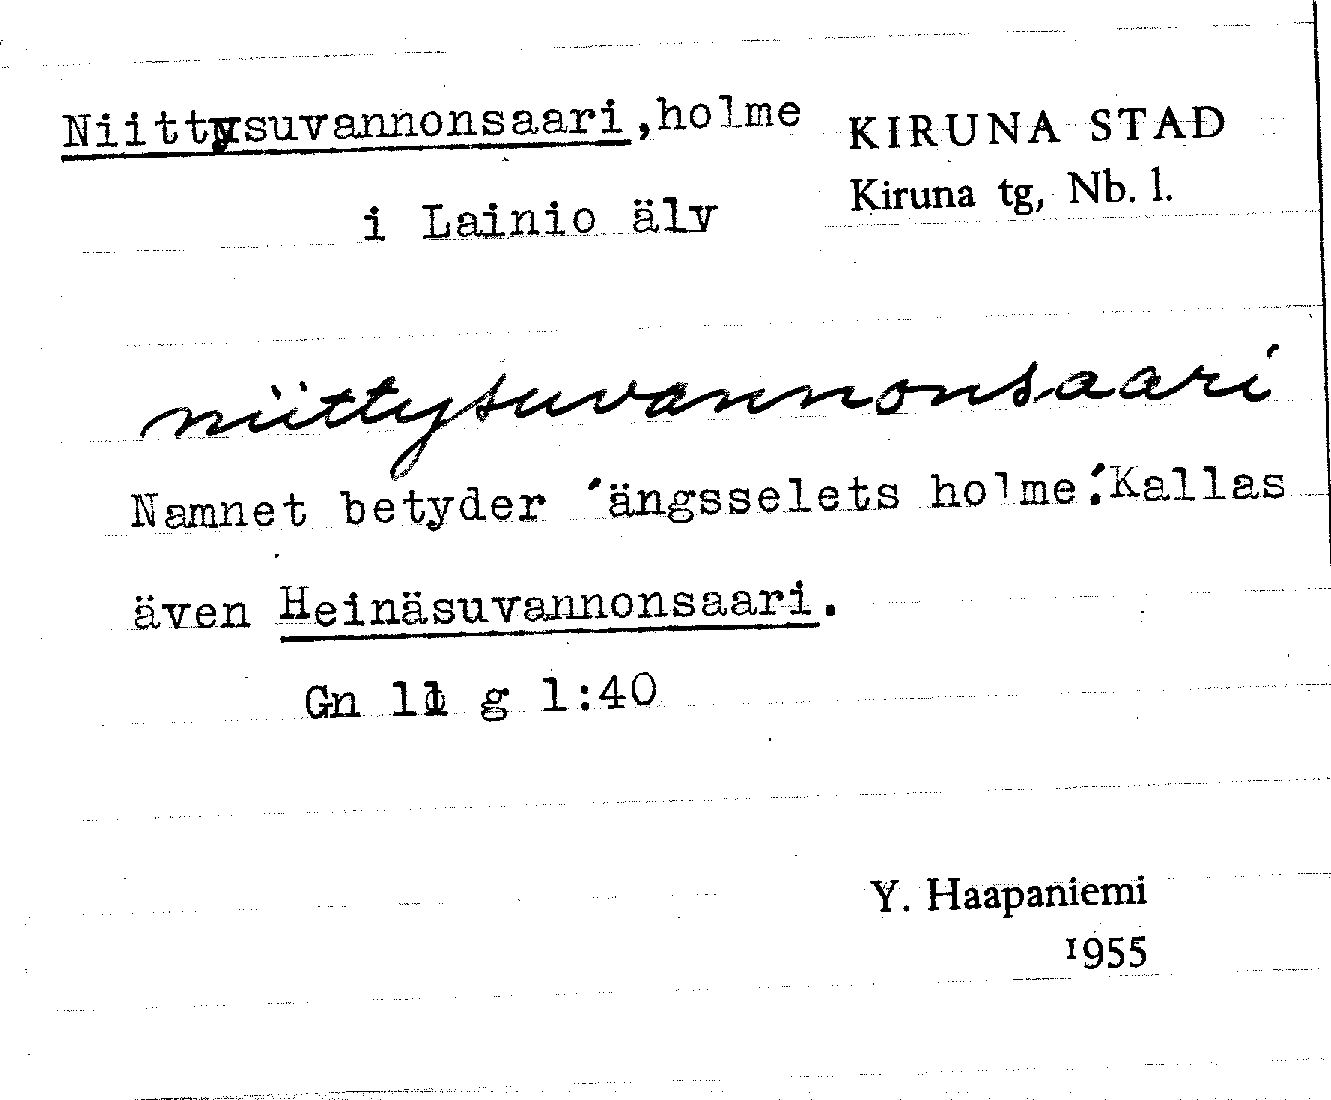 Niittysuvannonsaari,holme
i Lainio älv
KIRUNA STAD
Kiruna tg, Nb. l.
niittysuvannonsaari
Namnet betyder 'ängsselets holme'.Kallas
även Heinäsuvannonsaari.
Gn 11 g 1:40
Y. Haapaniemi
1955